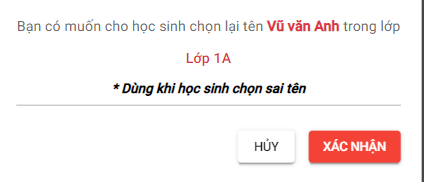 Bạn có muốn cho học sinh chọn lại tên Vũ văn Anh trong lớp
Lớp 1A
* Dùng khi học sinh chọn sai tên
HỦY
XÁC NHẬN